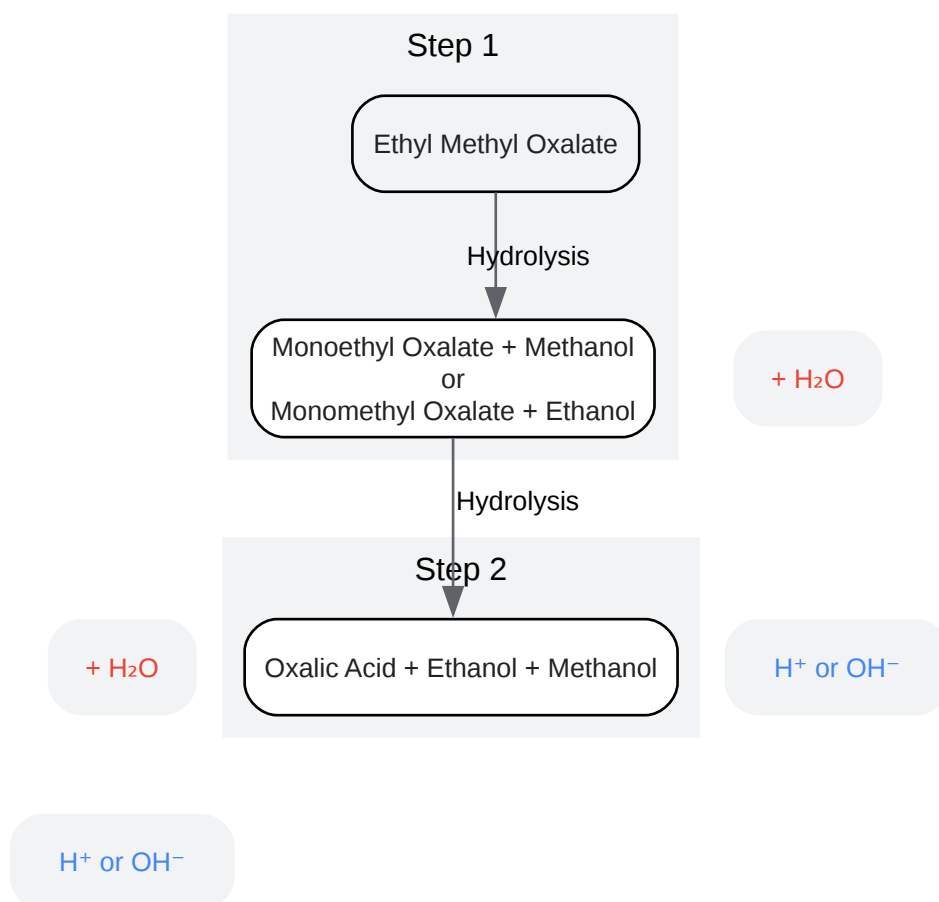 Step 1
Ethyl Methyl Oxalate
Hydrolysis
Monoethyl Oxalate + Methanol
or
Monomethyl Oxalate + Ethanol
+ H₂O
Hydrolysis
Step 2
+ H₂O
Oxalic Acid + Ethanol + Methanol
H⁺ or OH⁻
H⁺ or OH⁻